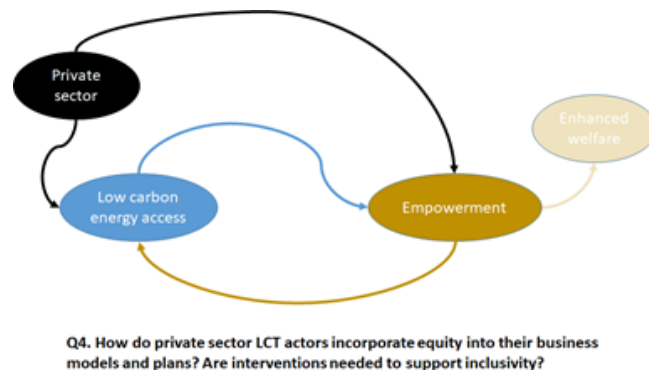 Private
sector
Enhanced
welfare
Low carbon
energy access
Empowerment
Q4. How do private sector LCT actors incorporate equity into their business
models and plans? Are interventions needed to support inclusivity?